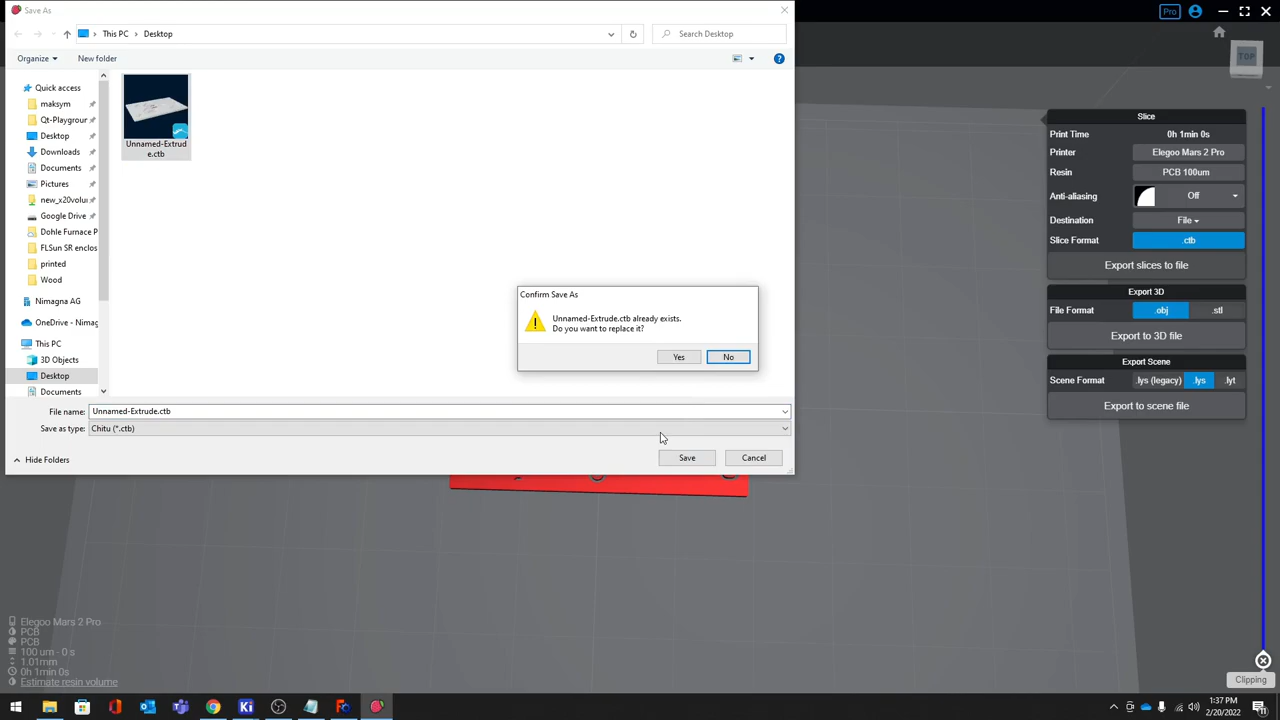 Save As
Pro
This PC
Desktop
Search Desktop
Organize
New folder
?
TOP
Quick access
maksym
Qt-Playgrour
Desktop
Downloads
Documents
Pictures
new_x20volu
Google Drive
Dohle Furnace P
FLSun SR enclos
printed
Wood
Nimagna AG
OneDrive - Nimag
This PC
3D Objects
Desktop
Documents
Unnamed-Extrud
e.ctb
Confirm Save As
Unnamed-Extrude.ctb already exists.
Do you want to replace it?
Yes
No
File name:
Unnamed-Extrude.ctb
Save as type:
Chitu (*.ctb)
Hide Folders
Save
Cancel
Slice
Print Time
0h 1min 0s
Printer
Elegoo Mars 2 Pro
Resin
PCB 100um
Anti-aliasing
Off
Destination
File
Slice Format
.ctb
Export slices to file
Export 3D
File Format
.obj
.stl
Export to 3D file
Export Scene
Scene Format
.lys (legacy)
.lys
.lyt
Export to scene file
Elegoo Mars 2 Pro
PCB
PCB
100 um - 0 s
1.01mm
0h 1min 0s
Estimate resin volume
Clipping
Ki
1:37 PM
2/20/2022